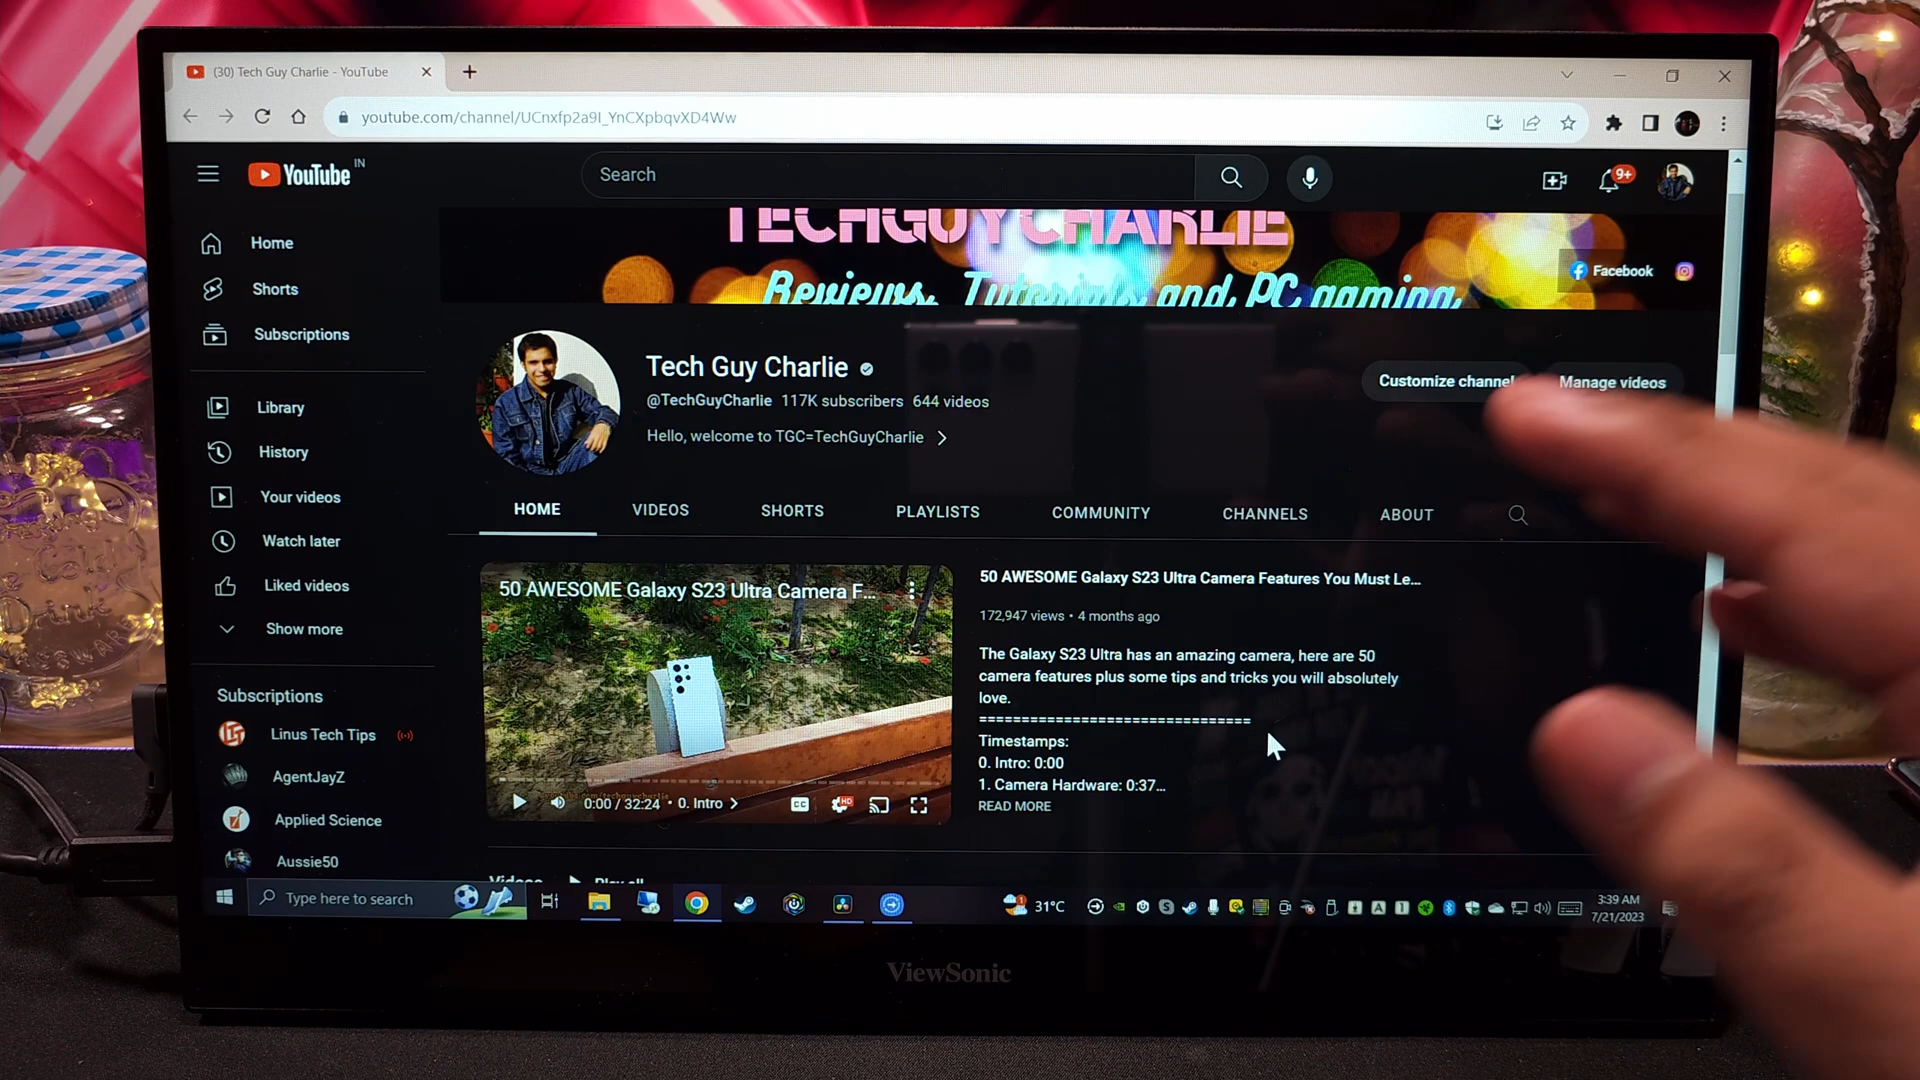 (30) Tech Guy Charlie - YouTube
youtube.com/channel/UCnxfp2a9I_YnCXpbqvXD4Ww
YouTube IN
Search
9+
Home
Shorts
Subscriptions
Library
History
Your videos
Watch later
Liked videos
Show more
Subscriptions
Linus Tech Tips
AgentJayZ
Applied Science
Aussie50
TECHGUYCHARLIE
Reviews, Tutorials, and PC gaming.
Facebook
Tech Guy Charlie
@TechGuyCharlie 117K subscribers 644 videos
Hello, welcome to TGC=TechGuyCharlie
Customize channel
Manage videos
HOME VIDEOS SHORTS PLAYLISTS COMMUNITY CHANNELS ABOUT
50 AWESOME Galaxy S23 Ultra Camera F...
0:00 / 32:24 • 0. Intro
CC
HD
50 AWESOME Galaxy S23 Ultra Camera Features You Must Le...
172,947 views • 4 months ago
The Galaxy S23 Ultra has an amazing camera, here are 50
camera features plus some tips and tricks you will absolutely
love.
================================
Timestamps:
0. Intro: 0:00
1. Camera Hardware: 0:37...
READ MORE
Videos Play all
Type here to search
31°C
3:39 AM
7/21/2023
ViewSonic